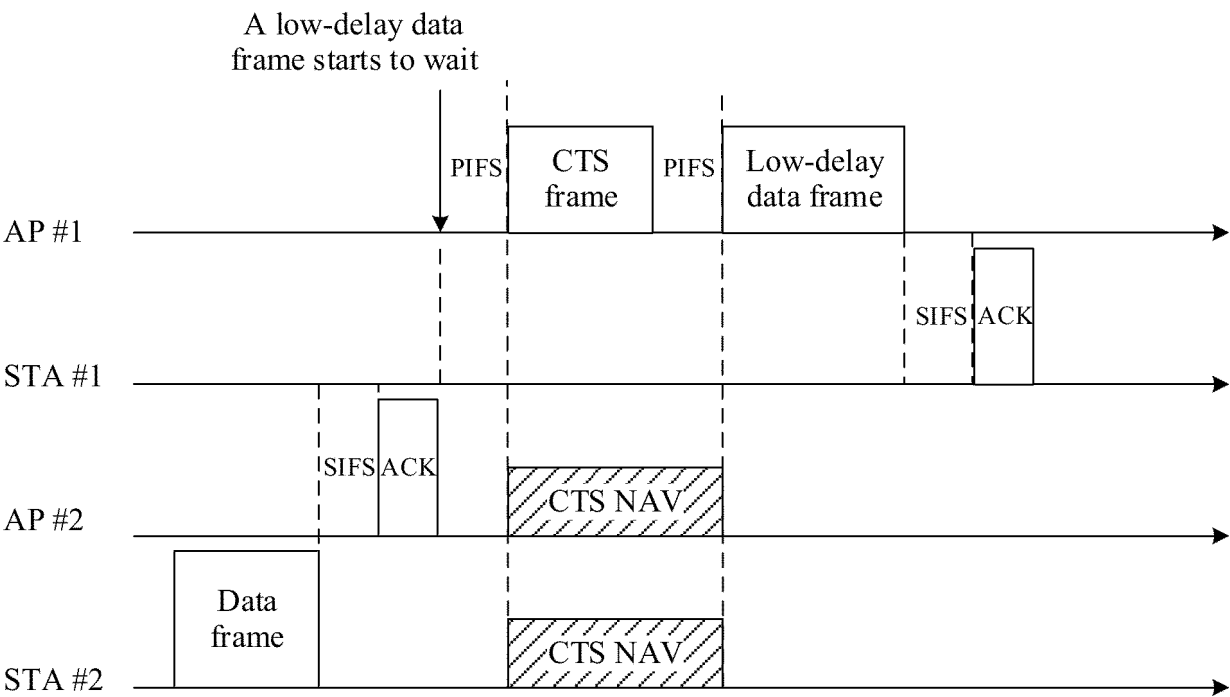 A low-delay data
frame starts to wait
PIFS
CTS
frame
PIFS
Low-delay
data frame
AP #1
SIFS
ACK
STA #1
SIFS
ACK
CTS NAV
AP #2
Data
frame
CTS NAV
STA #2